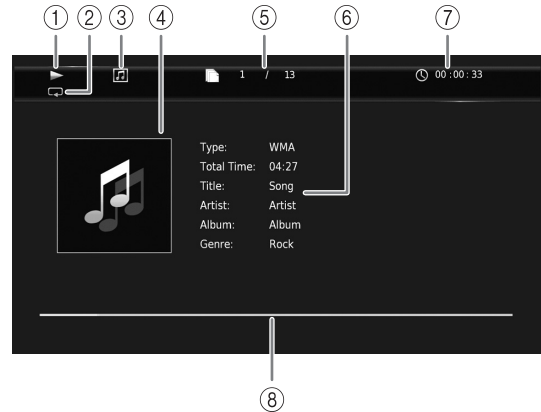 ① ② ③ ④ ⑤ ⑥ ⑦
1 / 13 00:00:33
Type: WMA
Total Time: 04:27
Title: Song
Artist: Artist
Album: Album
Genre: Rock
⑧